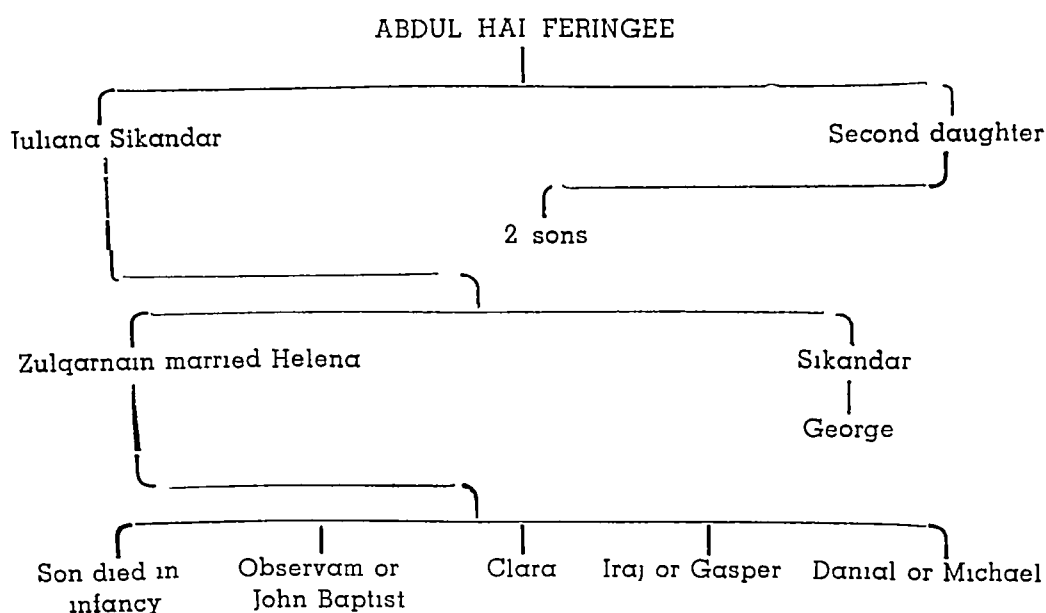 ABDUL HAI FERINGEE
Juliana Sikandar
Second daughter
2 sons
Zulqarnain married Helena
Sikandar
George
Son died in
infancy
Observam or
John Baptist
Clara
Iraj or Gasper
Danial or Michael